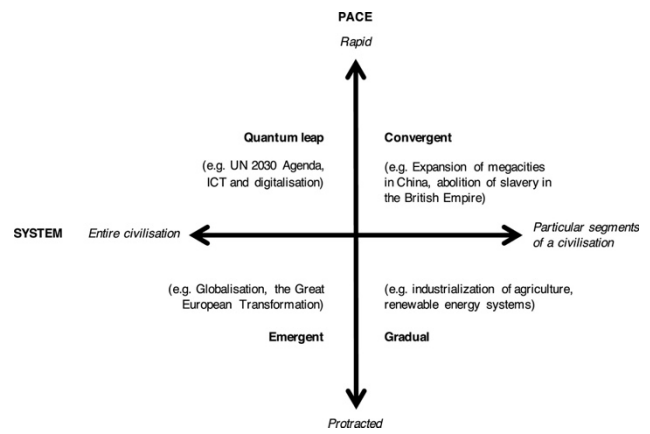 PACE
Rapid
Quantum leap
(e.g. UN 2030 Agenda,
ICT and digitalisation)
Convergent
(e.g. Expansion of megacities
in China, abolition of slavery in
the British Empire)
SYSTEM
Entire civilisation
Particular segments
of a civilisation
(e.g. Globalisation, the Great
European Transformation)
Emergent
(e.g. industrialization of agriculture,
renewable energy systems)
Gradual
Protracted